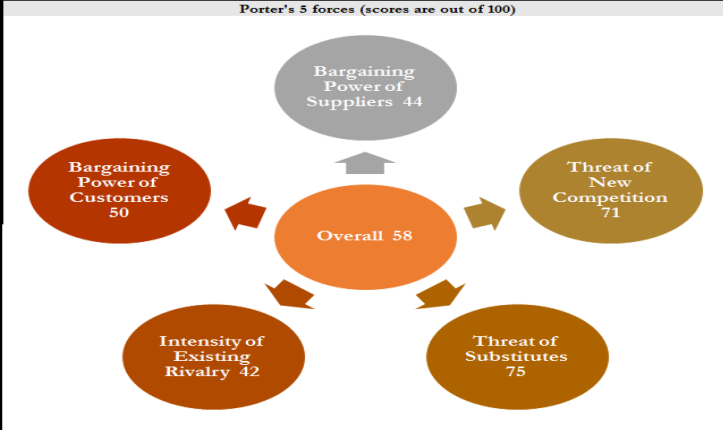 Porter's 5 forces (scores are out of 100)
Bargaining
Power of
Suppliers 44
Bargaining
Power of
Customers
50
Threat of
New
Competition
71
Overall 58
Intensity of
Existing
Rivalry 42
Threat of
Substitutes
75